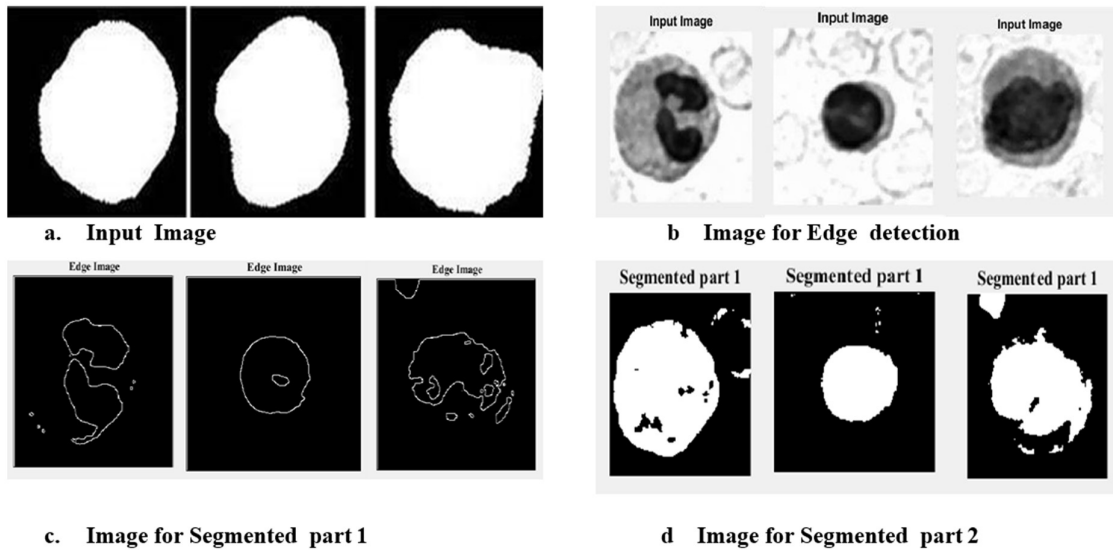 Input Image
Input Image
Input Image
a. Input Image
b Image for Edge detection
Edge Image
Edge Image
Edge Image
Segmented part 1
Segmented part 1
Segmented part 1
c. Image for Segmented part 1
d Image for Segmented part 2